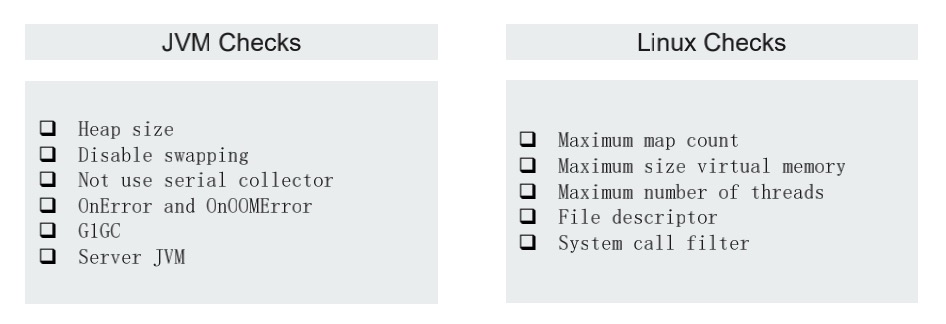 JVM Checks
Heap size
Disable swapping
Not use serial collector
OnError and OnOOMError
G1GC
Server JVM
Linux Checks
Maximum map count
Maximum size virtual memory
Maximum number of threads
File descriptor
System call filter